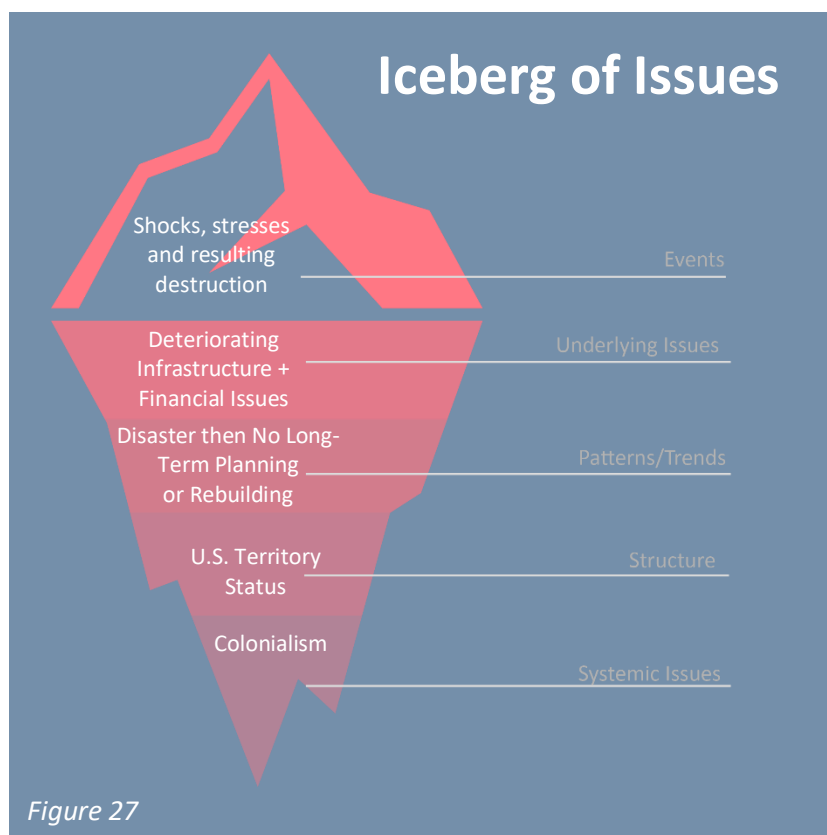 Iceberg of Issues
Shocks, stresses
and resulting
destruction
Events
Deteriorating
Infrastructure +
Financial Issues
Underlying Issues
Disaster then No Long-
Term Planning
or Rebuilding
Patterns/Trends
U.S. Territory
Status
Structure
Colonialism
Systemic Issues
Figure 27